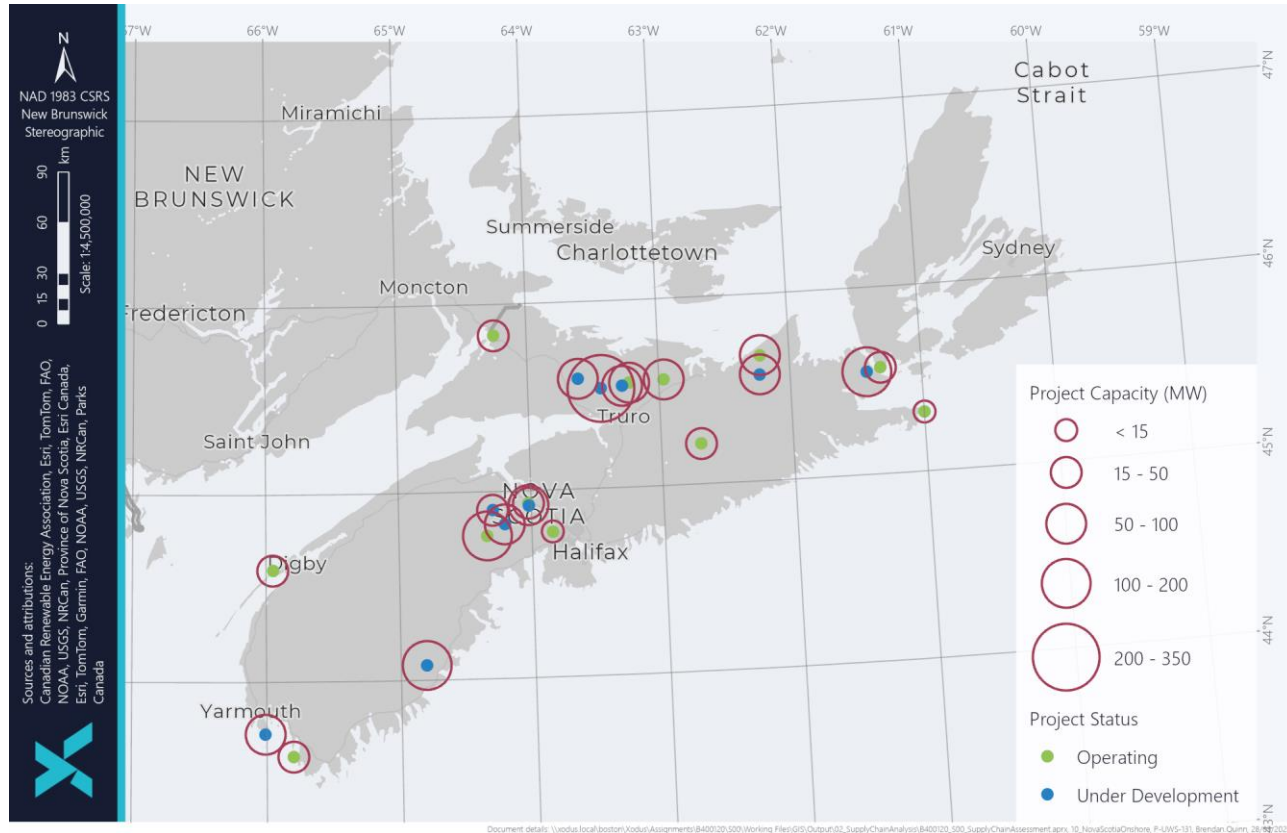 67°W
66°W
64°W
63°W
62°W
61°W
60°W
59°W
47°N
46°N
45°N
44°N
43°N
N
NAD 1983 CSRS
New Brunswick
Stereographic
0 15 30 60 90
km
Scale: 1:4,500,000
Sources and attributions:
Canadian Renewable Energy Association, Esri, TomTom, FAO,
NOAA, USGS, NRCan, Province of Nova Scotia, Esri Canada,
Esri, TomTom, Garmin, FAO, NOAA, USGS, NRCan, Parks
Canada
Cabot
Strait
Miramichi
NEW
BRUNSWICK
Summerside
Charlottetown
Sydney
Moncton
Fredericton
Truro
Saint John
NOVA
SCOTIA
Halifax
Digby
Yarmouth
Project Capacity (MW)
< 15
15 - 50
50 - 100
100 - 200
200 - 350
Project Status
Operating
Under Development